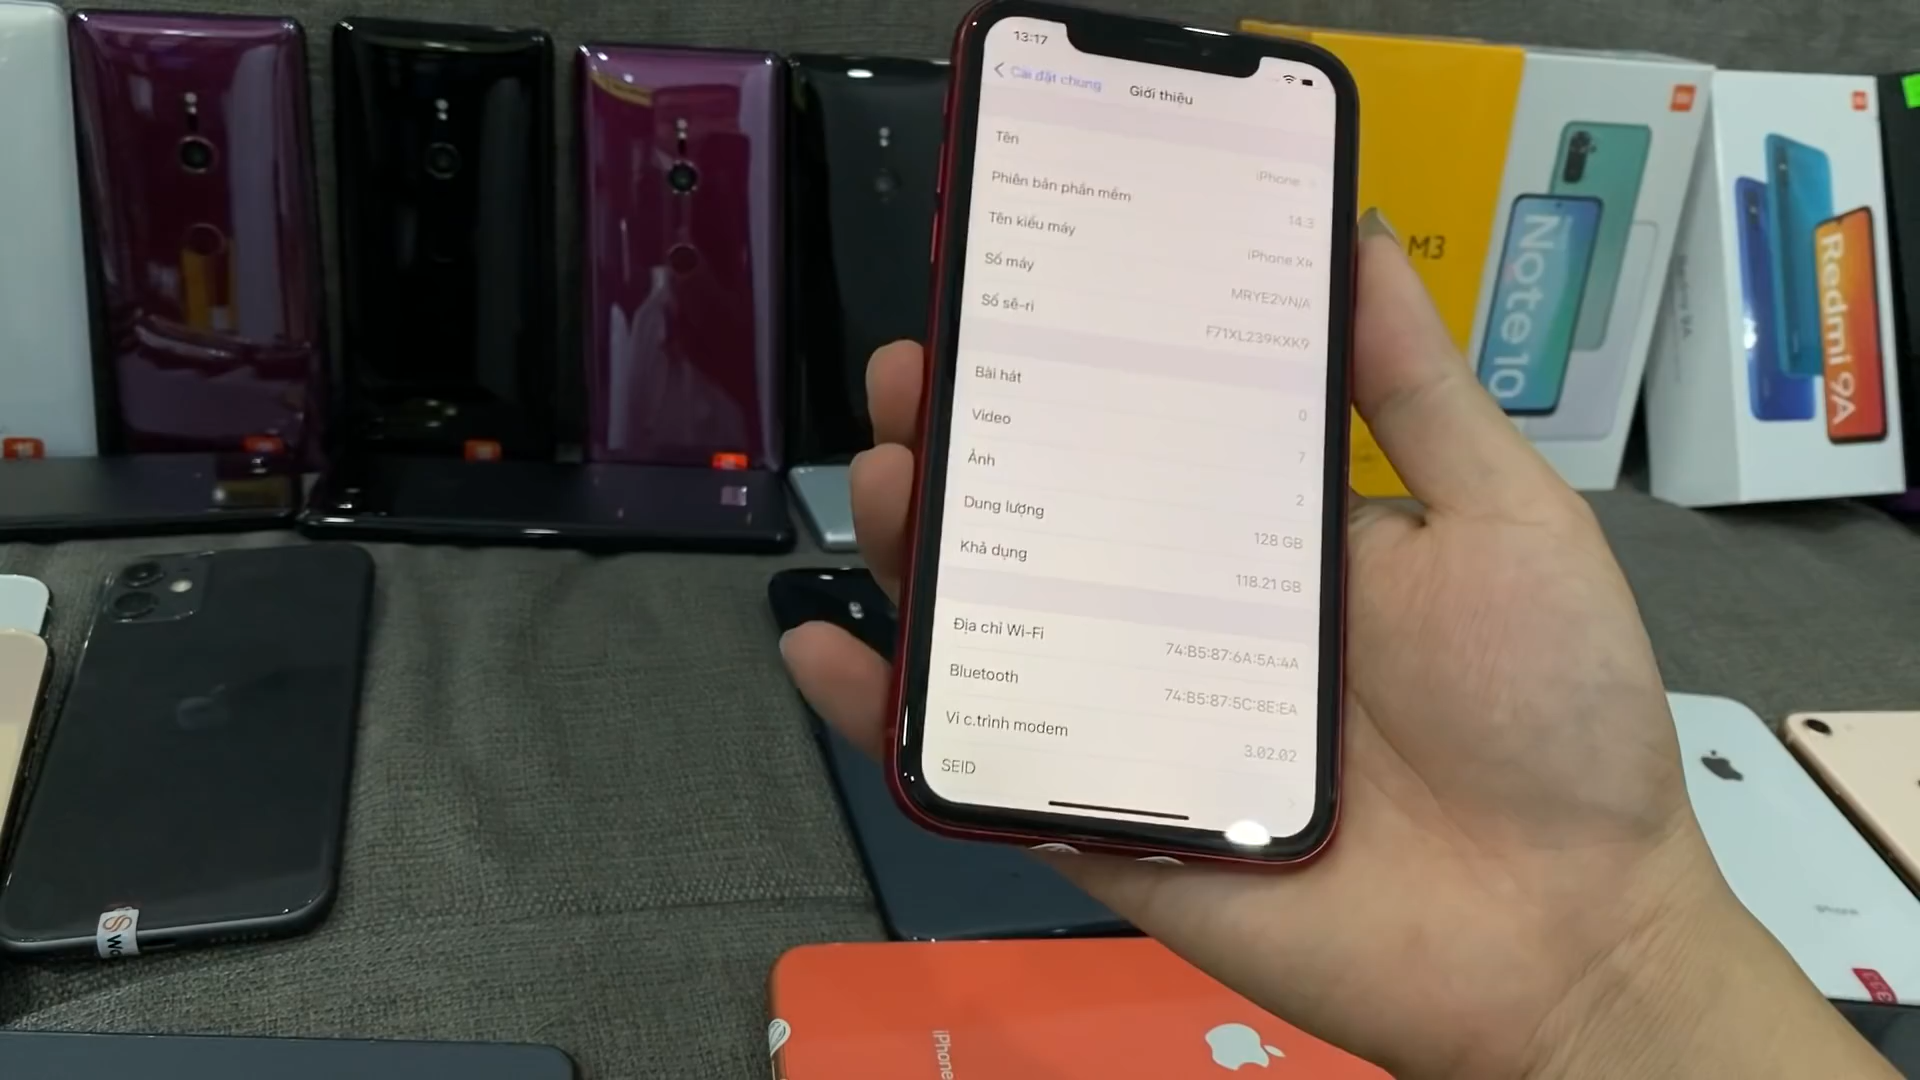 13:17
Cài đặt chung
Giới thiệu
Tên
iPhone
Phiên bản phần mềm
14.3
Tên kiểu máy
iPhone XR
Số máy
MRYE2VN/A
Số sê-ri
F71XL239KXK9
Bài hát
0
Video
7
Ảnh
2
Dung lượng
128 GB
Khả dụng
118.21 GB
Địa chỉ Wi-Fi
74:B5:87:6A:5A:4A
Bluetooth
74:B5:87:5C:8E:EA
Vi c.trình modem
3.02.02
SEID
M3
Note10
Redmi 9A
iPhone
iPhone